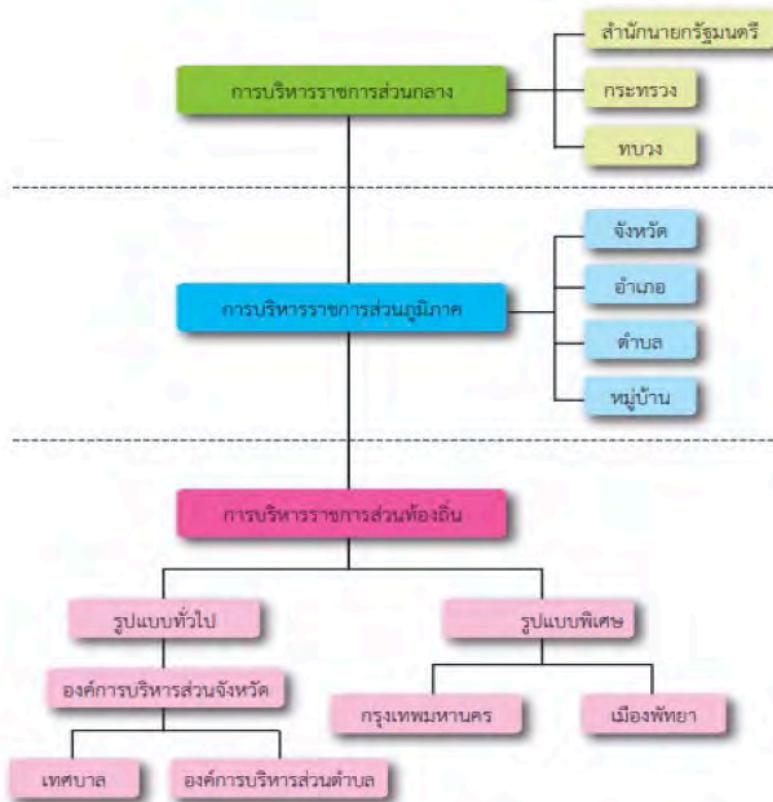 สำนักนายกรัฐมนตรี
การบริหารราชการส่วนกลาง
กระทรวง
ทบวง
จังหวัด
อำเภอ
การบริหารราชการส่วนภูมิภาค
ตำบล
หมู่บ้าน
การบริหารราชการส่วนท้องถิ่น
รูปแบบทั่วไป
รูปแบบพิเศษ
องค์การบริหารส่วนจังหวัด
กรุงเทพมหานคร
เมืองพัทยา
เทศบาล
องค์การบริหารส่วนตำบล